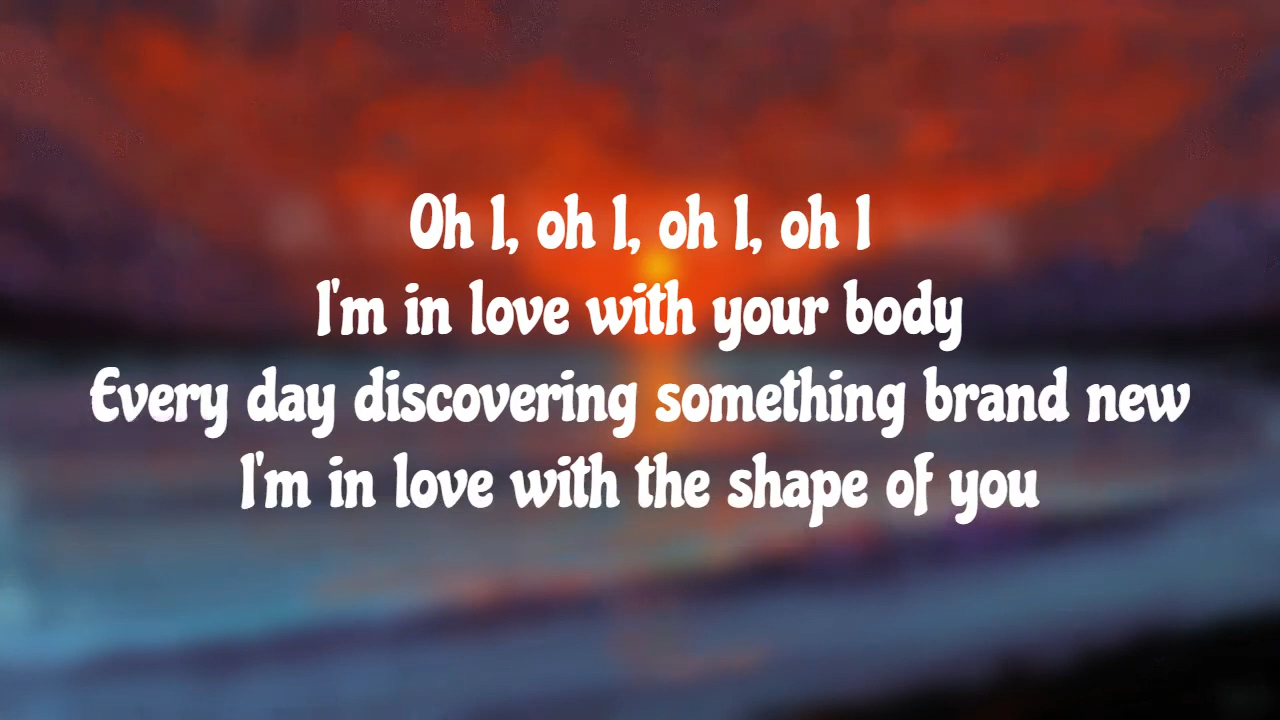 Oh I, oh I, oh I, oh I
I'm in love with your body
Every day discovering something brand new
I'm in love with the shape of you